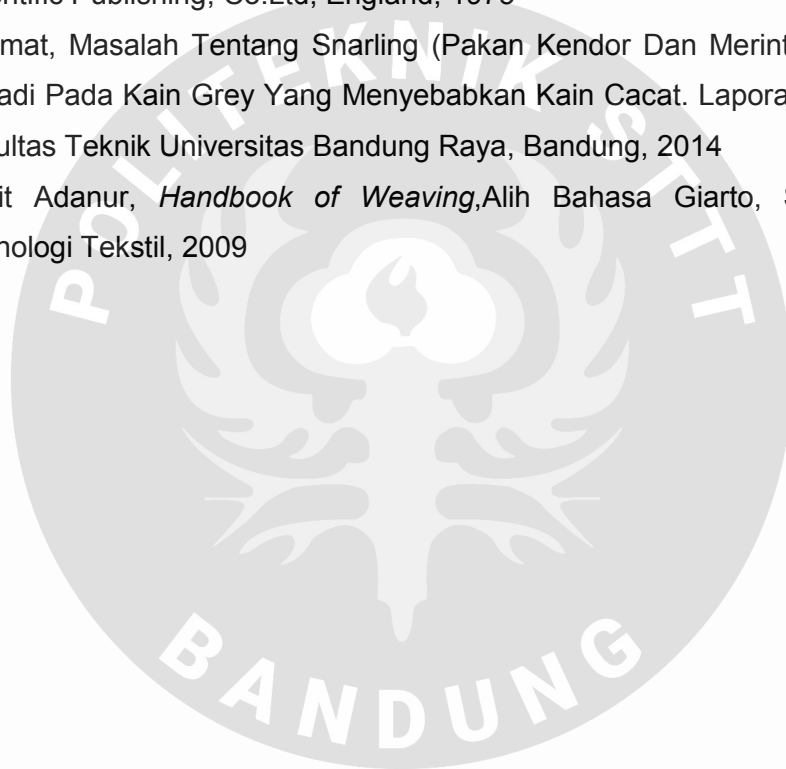 entific Publishing, Co.Ltd, England, 1975
mat, Masalah Tentang Snarling (Pakan Kendor Dan Merint
adi Pada Kain Grey Yang Menyebabkan Kain Cacat. Lapora
ultas Teknik Universitas Bandung Raya, Bandung, 2014
it Adanur, Handbook of Weaving,Alih Bahasa Giarto, S
nologi Tekstil, 2009
POLITEKNIK STTT
BANDUNG